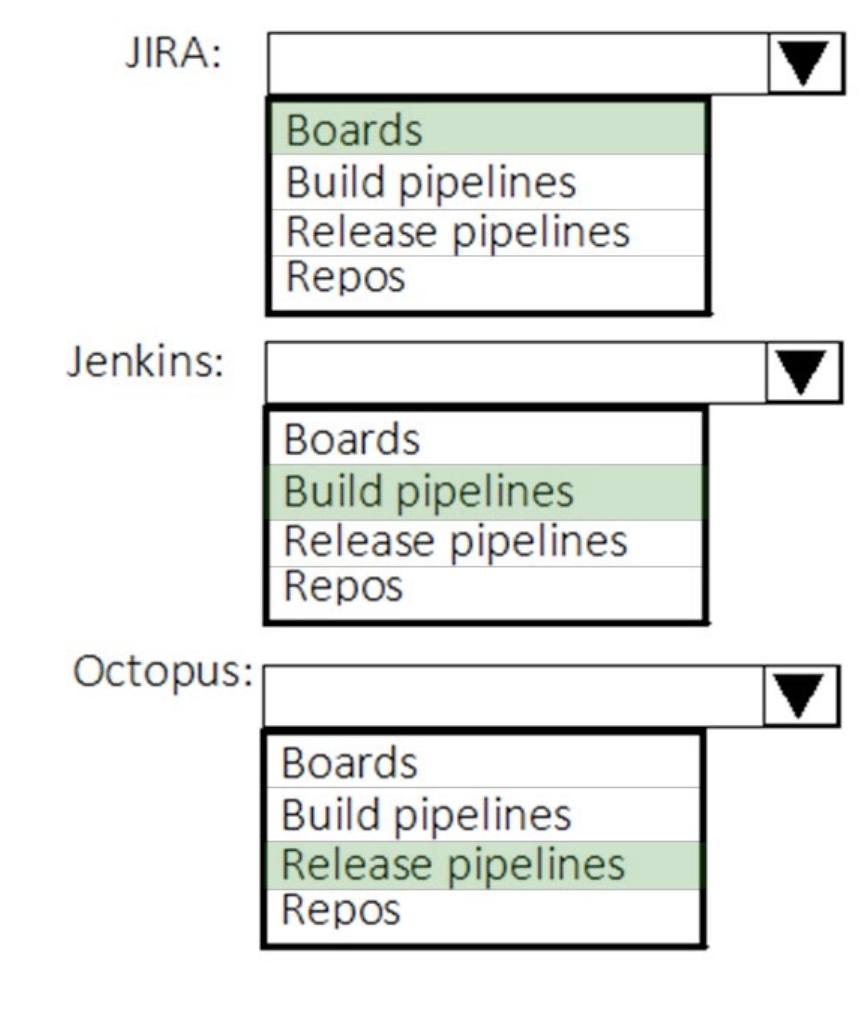 JIRA:
Boards
Build pipelines
Release pipelines
Repos
Jenkins:
Boards
Build pipelines
Release pipelines
Repos
Octopus:
Boards
Build pipelines
Release pipelines
Repos